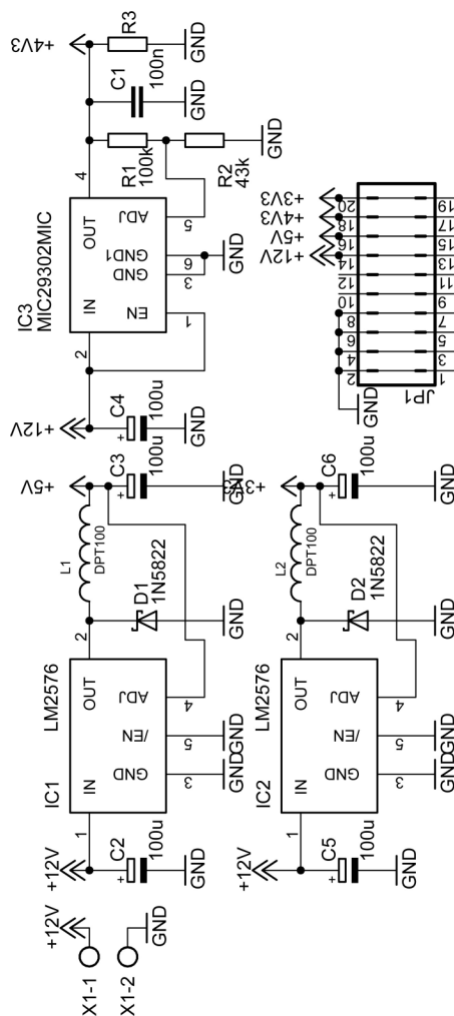 X1-1
+12V
X1-2
GND
+12V
C2
100u
GND
IC1
LM2576
1
IN
OUT
2
GND
/EN
ADJ
3
5
4
GND
GND
L1
DPT100
D1
1N5822
GND
+5V
C3
100u
GND
+12V
C4
100u
GND
IC3
MIC29302MIC
2
IN
OUT
4
EN
GND
GND1
ADJ
1
3
6
5
GND
R1
100k
R2
43k
GND
C1
100n
GND
+4V3
R3
GND
+12V
C5
100u
GND
IC2
LM2576
1
IN
OUT
2
GND
/EN
ADJ
3
5
4
GND
GND
L2
DPT100
D2
1N5822
GND
+3V3
C6
100u
GND
GND
+12V
+5V
+4V3
+3V3
2
4
6
8
10
12
14
16
18
20
1
3
5
7
9
11
13
15
17
19
JP1